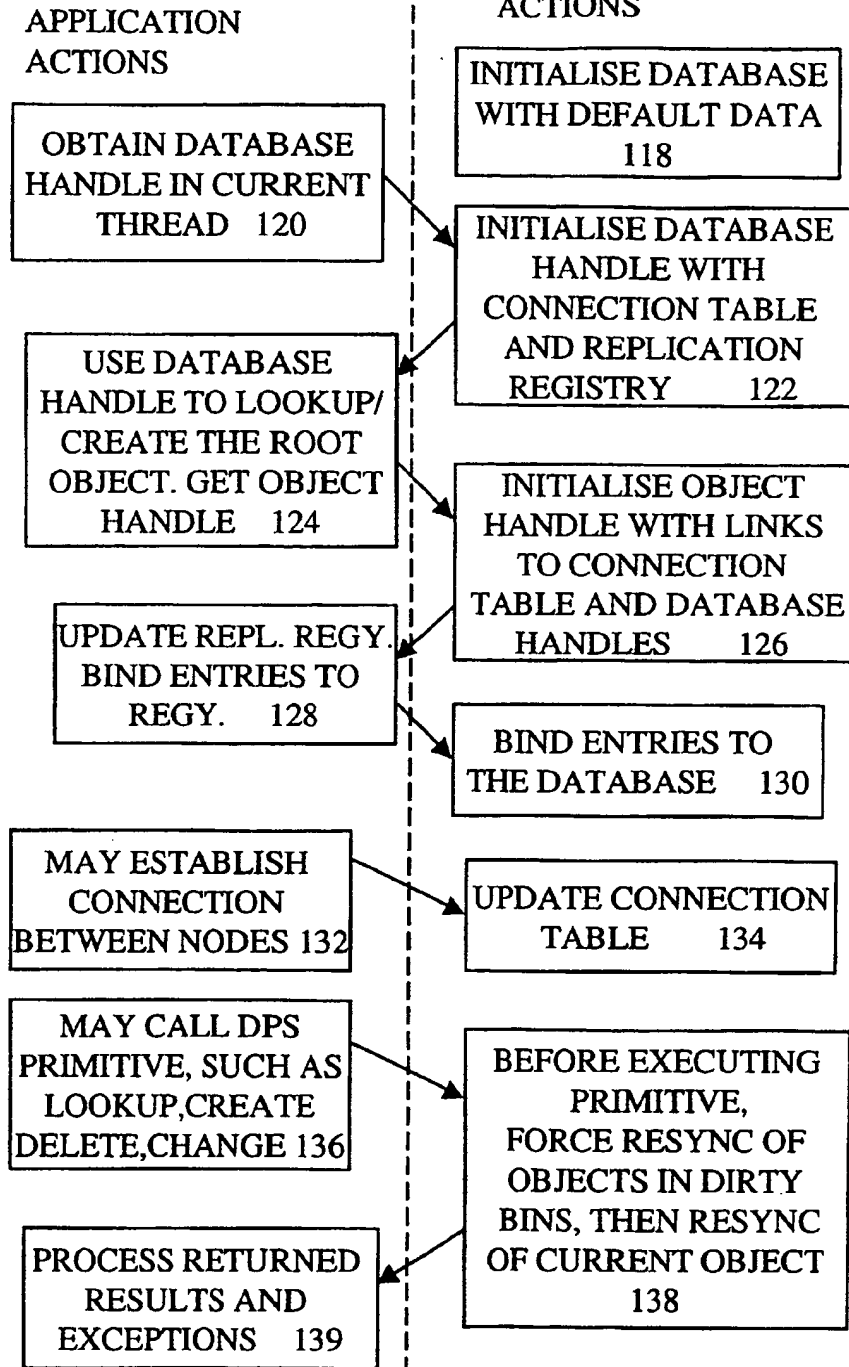 APPLICATION
ACTIONS
ACTIONS
INITIALISE DATABASE
WITH DEFAULT DATA
118
OBTAIN DATABASE
HANDLE IN CURRENT
THREAD 120
INITIALISE DATABASE
HANDLE WITH
CONNECTION TABLE
AND REPLICATION
REGISTRY 122
USE DATABASE
HANDLE TO LOOKUP/
CREATE THE ROOT
OBJECT. GET OBJECT
HANDLE 124
INITIALISE OBJECT
HANDLE WITH LINKS
TO CONNECTION
TABLE AND DATABASE
HANDLES 126
UPDATE REPL. REGY.
BIND ENTRIES TO
REGY. 128
BIND ENTRIES TO
THE DATABASE 130
MAY ESTABLISH
CONNECTION
BETWEEN NODES 132
UPDATE CONNECTION
TABLE 134
MAY CALL DPS
PRIMITIVE, SUCH AS
LOOKUP,CREATE
DELETE,CHANGE 136
BEFORE EXECUTING
PRIMITIVE,
FORCE RESYNC OF
OBJECTS IN DIRTY
BINS, THEN RESYNC
OF CURRENT OBJECT
138
PROCESS RETURNED
RESULTS AND
EXCEPTIONS 139